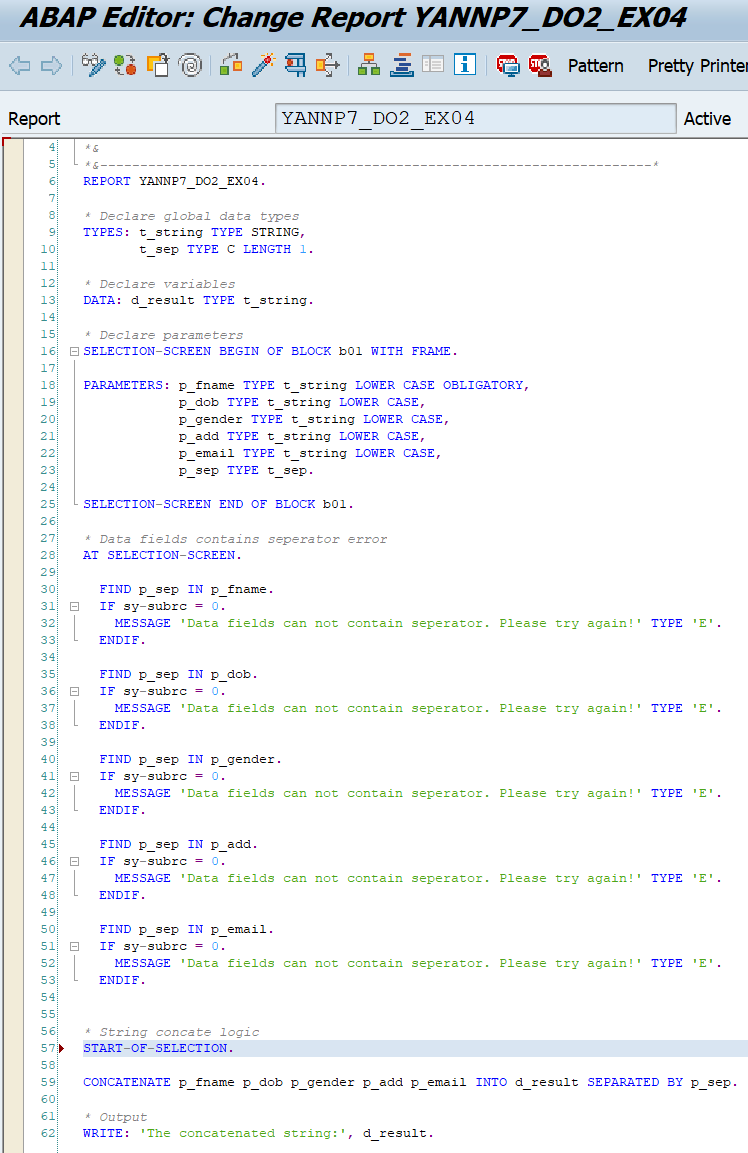 ABAP Editor: Change Report YANNP7_DO2_EX04
Pattern Pretty Printer
Report YANNP7_DO2_EX04 Active
4 *&
5 *&---------------------------------------------------------------------*
6 REPORT YANNP7_DO2_EX04.
7
8 * Declare global data types
9 TYPES: t_string TYPE STRING,
10 t_sep TYPE C LENGTH 1.
11
12 * Declare variables
13 DATA: d_result TYPE t_string.
14
15 * Declare parameters
16 SELECTION-SCREEN BEGIN OF BLOCK b01 WITH FRAME.
17
18 PARAMETERS: p_fname TYPE t_string LOWER CASE OBLIGATORY,
19 p_dob TYPE t_string LOWER CASE,
20 p_gender TYPE t_string LOWER CASE,
21 p_add TYPE t_string LOWER CASE,
22 p_email TYPE t_string LOWER CASE,
23 p_sep TYPE t_sep.
24
25 SELECTION-SCREEN END OF BLOCK b01.
26
27 * Data fields contains seperator error
28 AT SELECTION-SCREEN.
29
30 FIND p_sep IN p_fname.
31 IF sy-subrc = 0.
32 MESSAGE 'Data fields can not contain seperator. Please try again!' TYPE 'E'.
33 ENDIF.
34
35 FIND p_sep IN p_dob.
36 IF sy-subrc = 0.
37 MESSAGE 'Data fields can not contain seperator. Please try again!' TYPE 'E'.
38 ENDIF.
39
40 FIND p_sep IN p_gender.
41 IF sy-subrc = 0.
42 MESSAGE 'Data fields can not contain seperator. Please try again!' TYPE 'E'.
43 ENDIF.
44
45 FIND p_sep IN p_add.
46 IF sy-subrc = 0.
47 MESSAGE 'Data fields can not contain seperator. Please try again!' TYPE 'E'.
48 ENDIF.
49
50 FIND p_sep IN p_email.
51 IF sy-subrc = 0.
52 MESSAGE 'Data fields can not contain seperator. Please try again!' TYPE 'E'.
53 ENDIF.
54
55
56 * String concate logic
57 START-OF-SELECTION.
58
59 CONCATENATE p_fname p_dob p_gender p_add p_email INTO d_result SEPARATED BY p_sep.
60
61 * Output
62 WRITE: 'The concatenated string:', d_result.